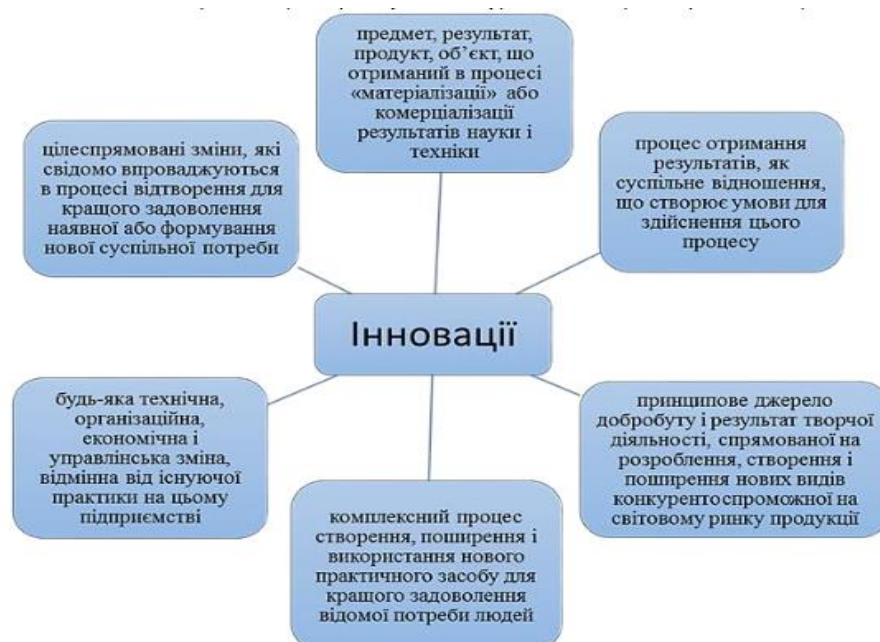 предмет, результат,
продукт, об’єкт, що
отриманий в процесі
«матеріалізації» або
комерціалізації
результатів науки і
техніки
цілеспрямовані зміни, які
свідомо впроваджуються
в процесі відтворення для
кращого задоволення
наявної або формування
нової суспільної потреби
процес отримання
результатів, як
суспільне відношення,
що створює умови для
здійснення цього
процесу
Інновації
будь-яка технічна,
організаційна,
економічна і
управлінська зміна,
відмінна від існуючої
практики на цьому
підприємстві
принципове джерело
добробуту і результат творчої
діяльності, спрямованої на
розроблення, створення і
поширення нових видів
конкурентоспроможної на
світовому ринку продукції
комплексний процес
створення, поширення і
використання нового
практичного засобу для
кращого задоволення
відомої потреби людей